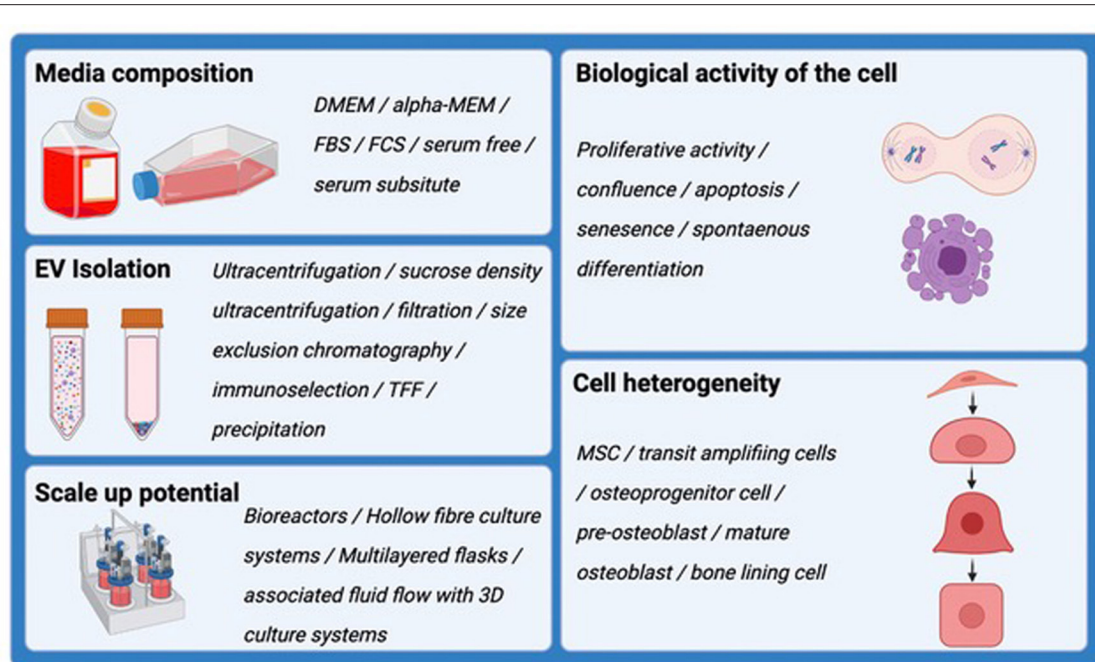 Media composition
DMEM / alpha-MEM /
FBS / FCS / serum free /
serum subsitute
EV Isolation
Ultracentrifugation / sucrose density
ultracentrifugation / filtration / size
exclusion chromatography /
immunoselection / TFF /
precipitation
Scale up potential
Bioreactors / Hollow fibre culture
systems / Multilayered flasks /
associated fluid flow with 3D
culture systems
Biological activity of the cell
Proliferative activity /
confluence / apoptosis /
senesence / spontaenous
differentiation
Cell heterogeneity
MSC / transit amplifiing cells
/ osteoprogenitor cell /
pre-osteoblast / mature
osteoblast / bone lining cell